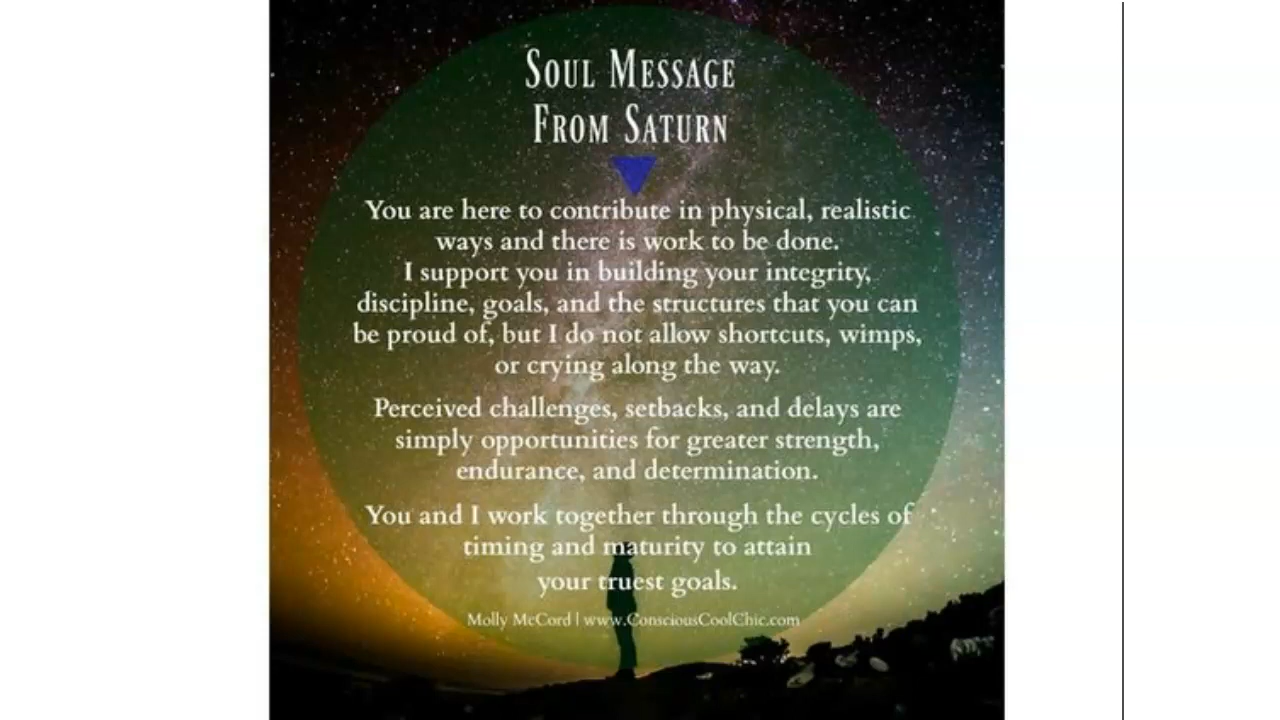 SOUL MESSAGE
FROM SATURN
You are here to contribute in physical, realistic
ways and there is work to be done.
I support you in building your integrity,
discipline, goals, and the structures that you can
be proud of, but I do not allow shortcuts, wimps,
or crying along the way.
Perceived challenges, setbacks, and delays are
simply opportunities for greater strength,
endurance, and determination.
You and I work together through the cycles of
timing and maturity to attain
your truest goals.
Molly McCord | www.ConsciousCoolChic.com